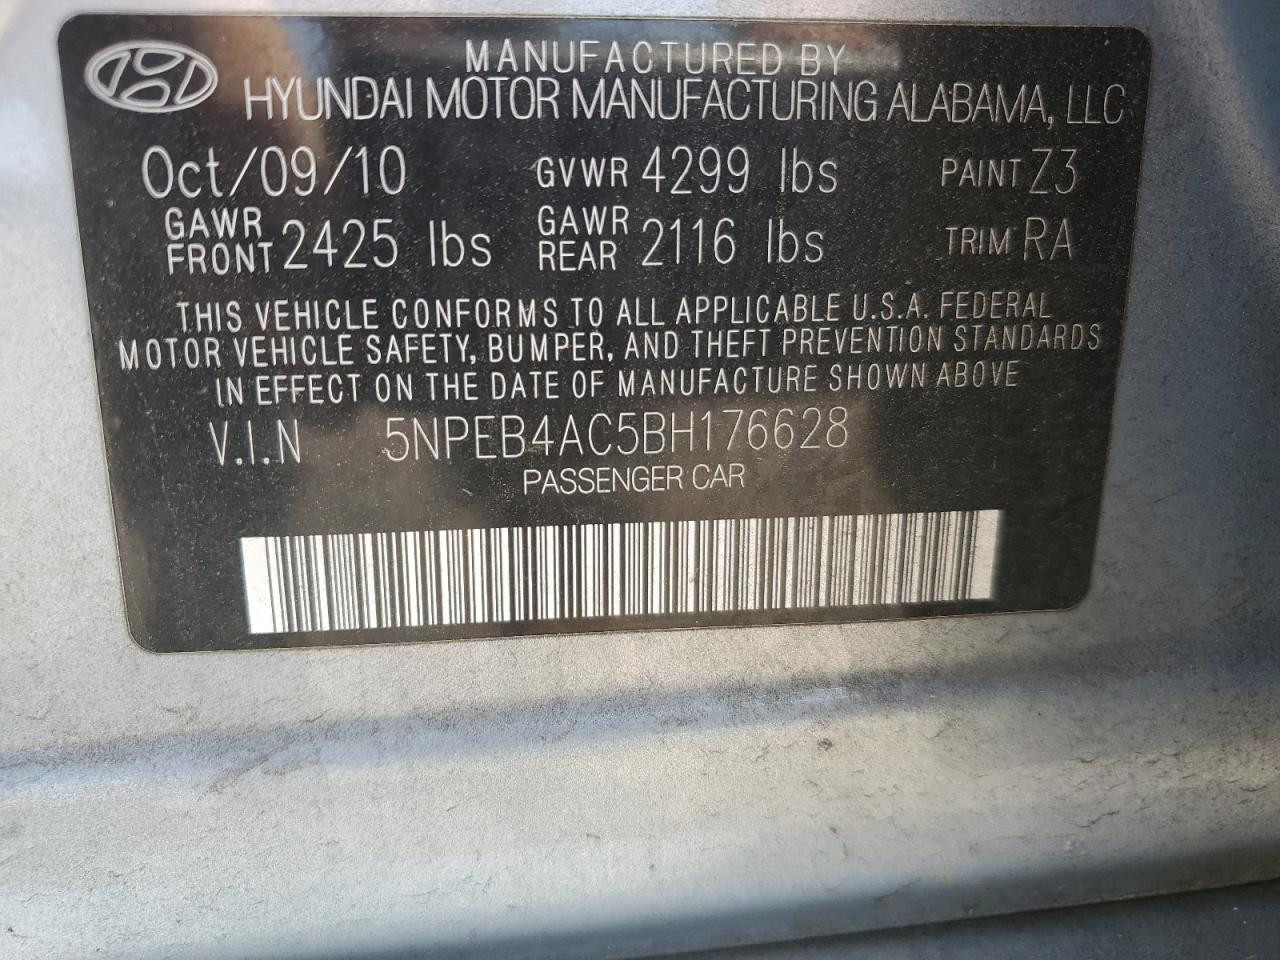 MANUFACTURED BY
HYUNDAI MOTOR MANUFACTURING ALABAMA, LLC
Oct/09/10 GVWR 4299 lbs PAINT Z3
GAWR FRONT 2425 lbs GAWR REAR 2116 lbs TRIM RA
THIS VEHICLE CONFORMS TO ALL APPLICABLE U.S.A. FEDERAL
MOTOR VEHICLE SAFETY, BUMPER, AND THEFT PREVENTION STANDARDS
IN EFFECT ON THE DATE OF MANUFACTURE SHOWN ABOVE
V.I.N 5NPEB4AC5BH176628
PASSENGER CAR